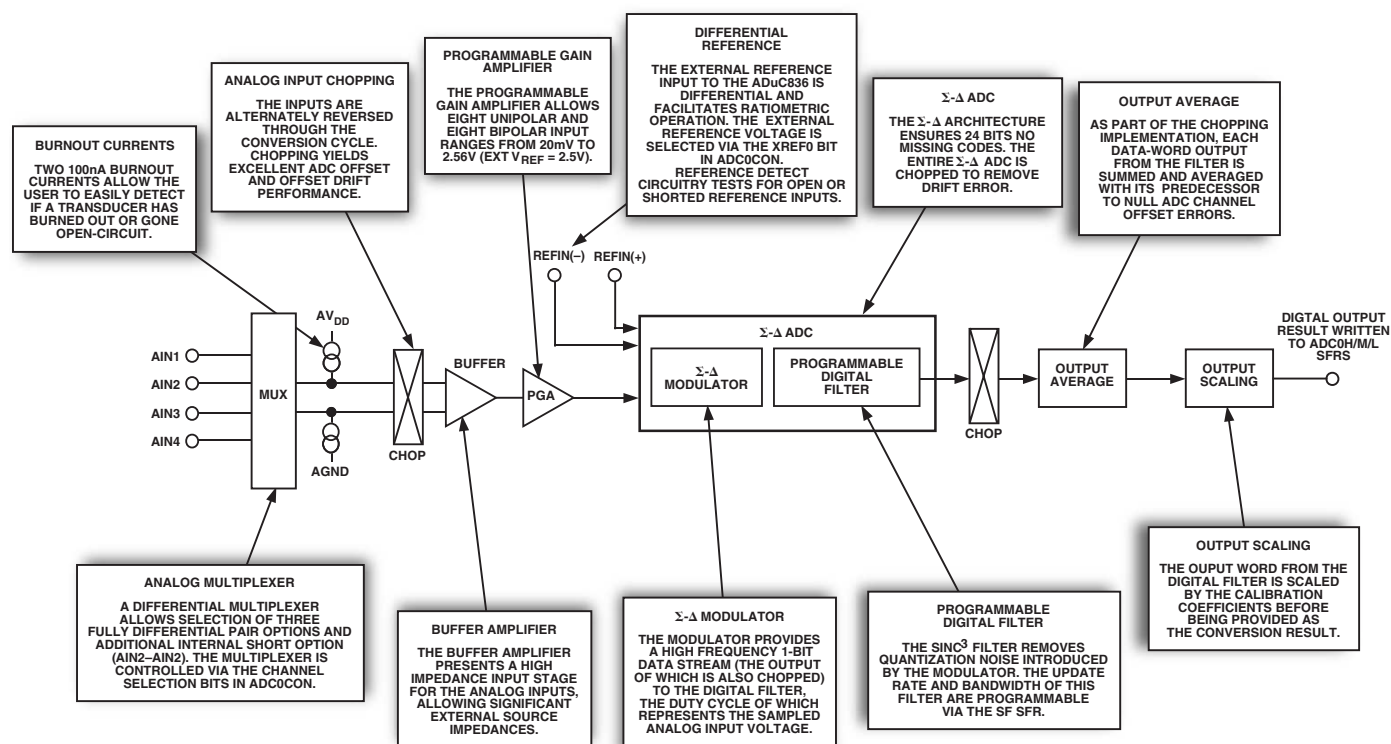 BURNOUT CURRENTS
TWO 100nA BURNOUT
CURRENTS ALLOW THE
USER TO EASILY DETECT
IF A TRANSDUCER HAS
BURNED OUT OR GONE
OPEN-CIRCUIT.
ANALOG INPUT CHOPPING
THE INPUTS ARE
ALTERNATELY REVERSED
THROUGH THE
CONVERSION CYCLE.
CHOPPING YIELDS
EXCELLENT ADC OFFSET
AND OFFSET DRIFT
PERFORMANCE.
PROGRAMMABLE GAIN
AMPLIFIER
THE PROGRAMMABLE
GAIN AMPLIFIER ALLOWS
EIGHT UNIPOLAR AND
EIGHT BIPOLAR INPUT
RANGES FROM 20mV TO
2.56V (EXT VREF = 2.5V).
DIFFERENTIAL
REFERENCE
THE EXTERNAL REFERENCE
INPUT TO THE ADuC836 IS
DIFFERENTIAL AND
FACILITATES RATIOMETRIC
OPERATION. THE EXTERNAL
REFERENCE VOLTAGE IS
SELECTED VIA THE XREF0 BIT
IN ADC0CON.
REFERENCE DETECT
CIRCUITRY TESTS FOR OPEN OR
SHORTED REFERENCE INPUTS.
Σ-Δ ADC
THE Σ-Δ ARCHITECTURE
ENSURES 24 BITS NO
MISSING CODES. THE
ENTIRE Σ-Δ ADC IS
CHOPPED TO REMOVE
DRIFT ERROR.
OUTPUT AVERAGE
AS PART OF THE CHOPPING
IMPLEMENTATION, EACH
DATA-WORD OUTPUT
FROM THE FILTER IS
SUMMED AND AVERAGED
WITH ITS PREDECESSOR
TO NULL ADC CHANNEL
OFFSET ERRORS.
REFIN(–) REFIN(+)
AIN1
AIN2
AIN3
AIN4
MUX
AVDD
AGND
CHOP
BUFFER
PGA
Σ-Δ ADC
Σ-Δ
MODULATOR
PROGRAMMABLE
DIGITAL
FILTER
CHOP
OUTPUT
AVERAGE
OUTPUT
SCALING
DIGTAL OUTPUT
RESULT WRITTEN
TO ADC0H/M/L
SFRS
ANALOG MULTIPLEXER
A DIFFERENTIAL MULTIPLEXER
ALLOWS SELECTION OF THREE
FULLY DIFFERENTIAL PAIR OPTIONS AND
ADDITIONAL INTERNAL SHORT OPTION
(AIN2–AIN2). THE MULTIPLEXER IS
CONTROLLED VIA THE CHANNEL
SELECTION BITS IN ADC0CON.
BUFFER AMPLIFIER
THE BUFFER AMPLIFIER
PRESENTS A HIGH
IMPEDANCE INPUT STAGE
FOR THE ANALOG INPUTS,
ALLOWING SIGNIFICANT
EXTERNAL SOURCE
IMPEDANCES.
Σ-Δ MODULATOR
THE MODULATOR PROVIDES
A HIGH FREQUENCY 1-BIT
DATA STREAM (THE OUTPUT
OF WHICH IS ALSO CHOPPED)
TO THE DIGITAL FILTER,
THE DUTY CYCLE OF WHICH
REPRESENTS THE SAMPLED
ANALOG INPUT VOLTAGE.
PROGRAMMABLE
DIGITAL FILTER
THE SINC3 FILTER REMOVES
QUANTIZATION NOISE INTRODUCED
BY THE MODULATOR. THE UPDATE
RATE AND BANDWIDTH OF THIS
FILTER ARE PROGRAMMABLE
VIA THE SF SFR.
OUTPUT SCALING
THE OUPUT WORD FROM THE
DIGITAL FILTER IS SCALED
BY THE CALIBRATION
COEFFICIENTS BEFORE
BEING PROVIDED AS
THE CONVERSION RESULT.